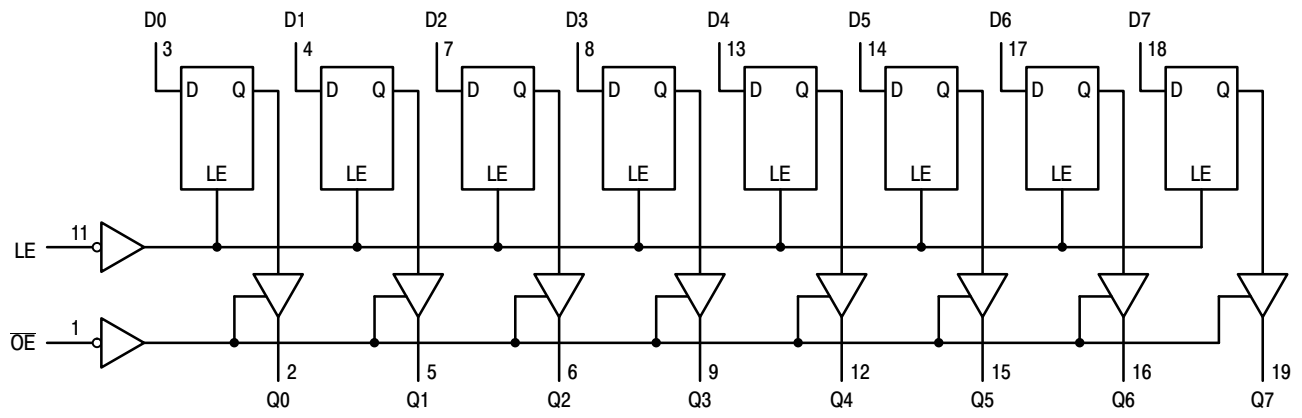 D0 D1 D2 D3 D4 D5 D6 D7
3 4 7 8 13 14 17 18
D Q D Q D Q D Q D Q D Q D Q D Q
LE LE LE LE LE LE LE LE
11
LE
1
OE
2 5 6 9 12 15 16 19
Q0 Q1 Q2 Q3 Q4 Q5 Q6 Q7